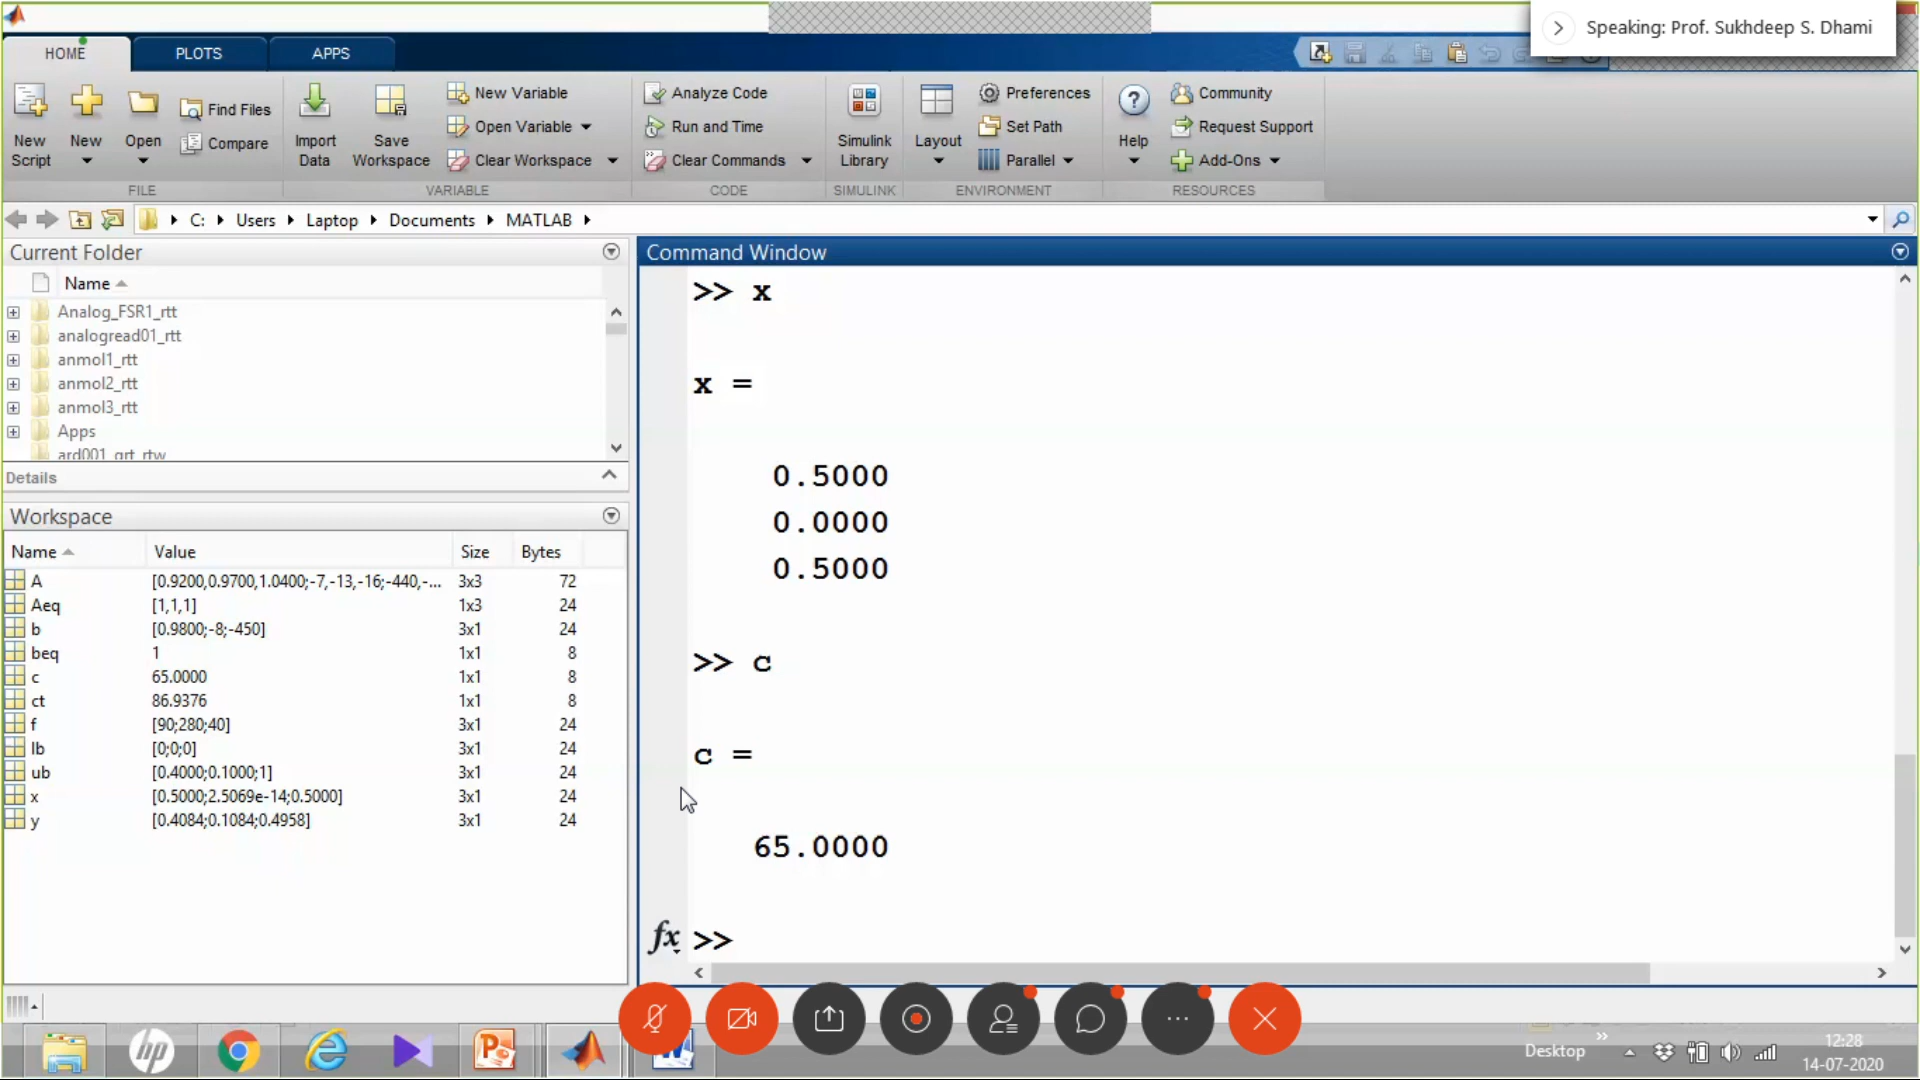 Speaking: Prof. Sukhdeep S. Dhami
HOME PLOTS APPS
New Script
New
Open
Find Files
Compare
FILE
Import Data
Save Workspace
New Variable
Open Variable
Clear Workspace
VARIABLE
Analyze Code
Run and Time
Clear Commands
CODE
Simulink Library
SIMULINK
Layout
Preferences
Set Path
Parallel
ENVIRONMENT
Help
Community
Request Support
Add-Ons
RESOURCES
C: Users Laptop Documents MATLAB
Current Folder
Name
Analog_FSR1_rtt
analogread01_rtt
anmol1_rtt
anmol2_rtt
anmol3_rtt
Apps
ard001_grt_rtw
Details
Workspace
Name Value Size Bytes
A [0.9200,0.9700,1.0400;-7,-13,-16;-440,-... 3x3 72
Aeq [1,1,1] 1x3 24
b [0.9800;-8;-450] 3x1 24
beq 1 1x1 8
c 65.0000 1x1 8
ct 86.9376 1x1 8
f [90;280;40] 3x1 24
lb [0;0;0] 3x1 24
ub [0.4000;0.1000;1] 3x1 24
x [0.5000;2.5069e-14;0.5000] 3x1 24
y [0.4084;0.1084;0.4958] 3x1 24
Command Window
>> x
x =
0.5000
0.0000
0.5000
>> c
c =
65.0000
fx >>
hp
Desktop
12:28
14-07-2020